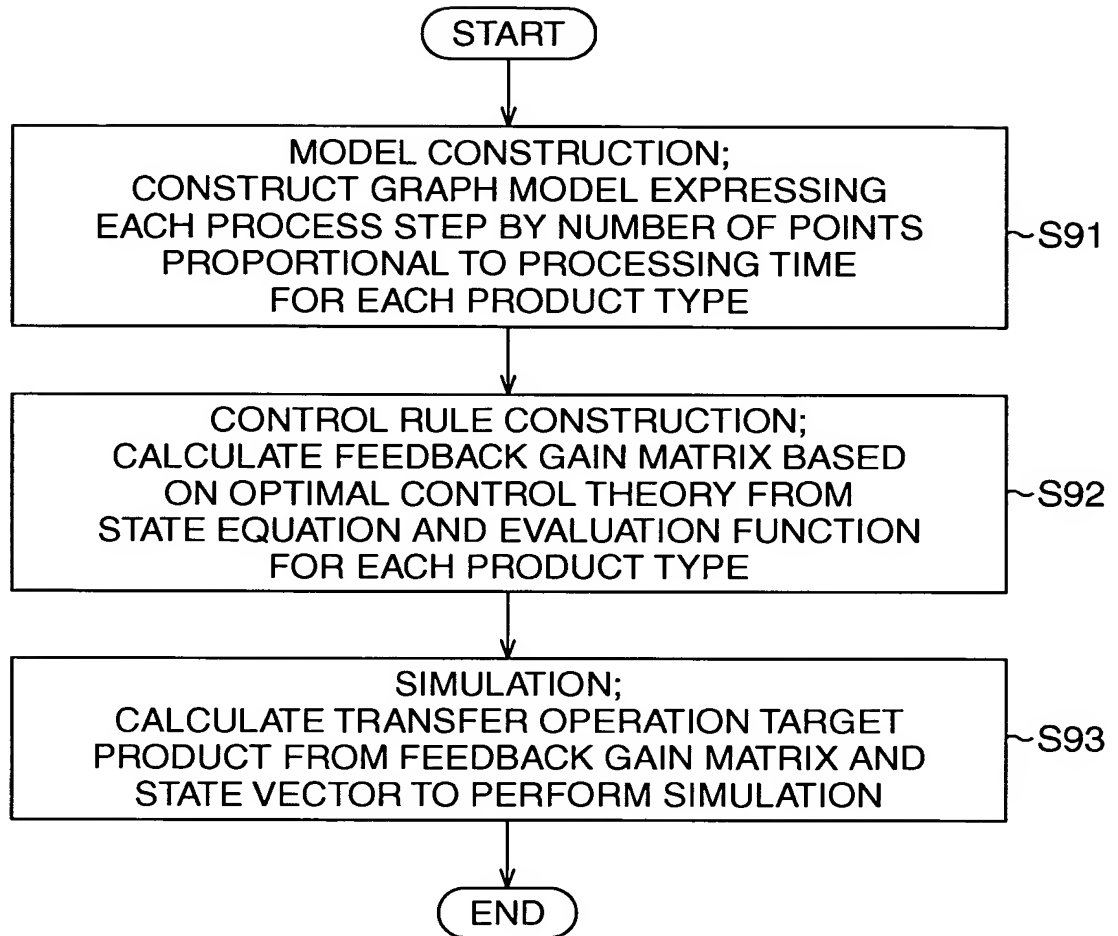 START
MODEL CONSTRUCTION;
CONSTRUCT GRAPH MODEL EXPRESSING
EACH PROCESS STEP BY NUMBER OF POINTS
PROPORTIONAL TO PROCESSING TIME
FOR EACH PRODUCT TYPE
~S91
CONTROL RULE CONSTRUCTION;
CALCULATE FEEDBACK GAIN MATRIX BASED
ON OPTIMAL CONTROL THEORY FROM
STATE EQUATION AND EVALUATION FUNCTION
FOR EACH PRODUCT TYPE
~S92
SIMULATION;
CALCULATE TRANSFER OPERATION TARGET
PRODUCT FROM FEEDBACK GAIN MATRIX AND
STATE VECTOR TO PERFORM SIMULATION
~S93
END